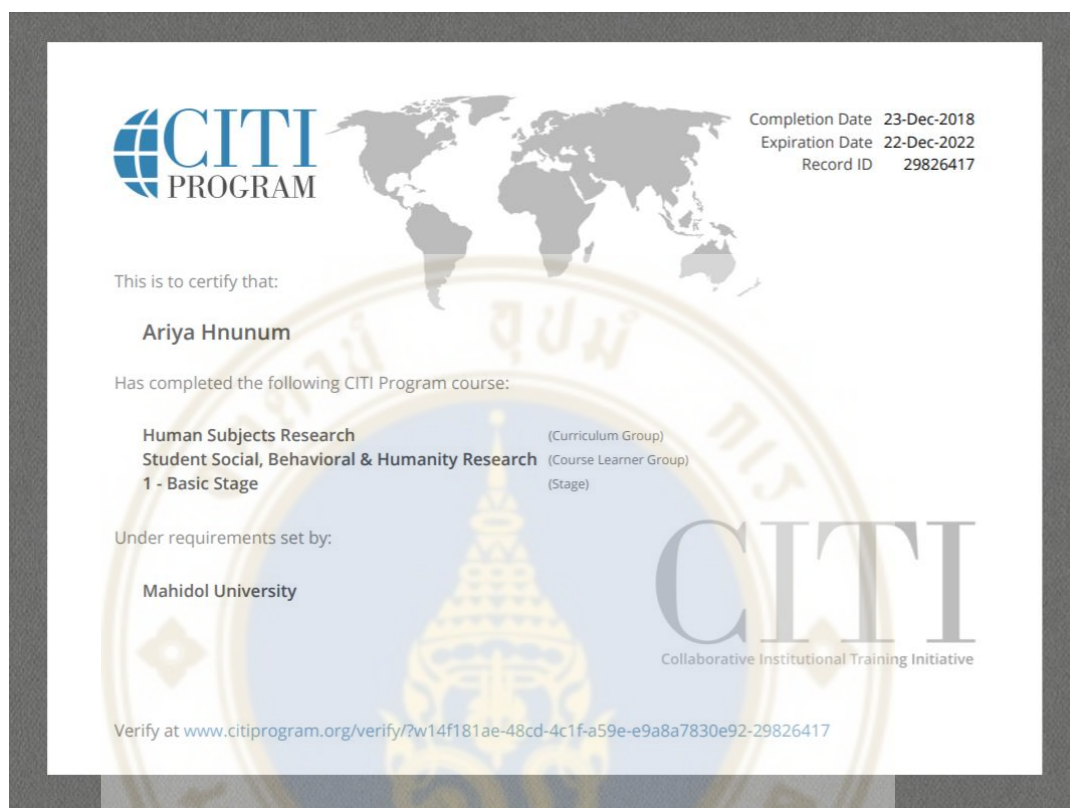 CITI
PROGRAM
Completion Date 23-Dec-2018
Expiration Date 22-Dec-2022
Record ID 29826417
This is to certify that:
Ariya Hnunum
Has completed the following CITI Program course:
Human Subjects Research (Curriculum Group)
Student Social, Behavioral & Humanity Research (Course Learner Group)
1 - Basic Stage (Stage)
Under requirements set by:
Mahidol University
CITI
Collaborative Institutional Training Initiative
Verify at www.citiprogram.org/verify/?w14f181ae-48cd-4c1f-a59e-e9a8a7830e92-29826417